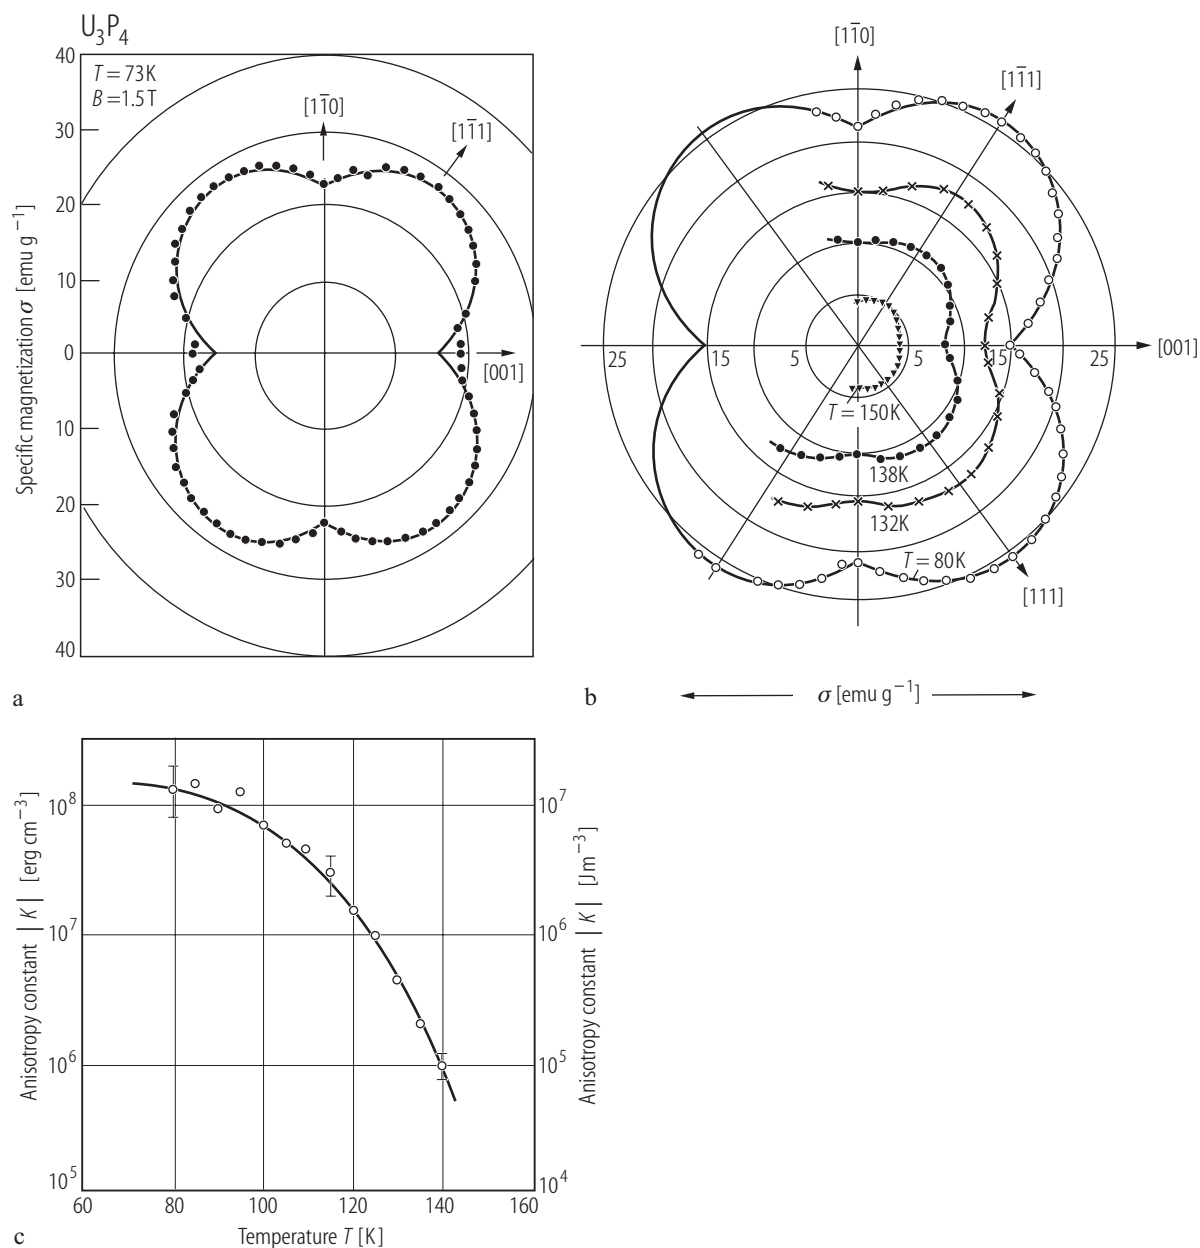 U₃P₄
T = 73K
B = 1.5T
40
30
20
10
0
10
20
30
40
Specific magnetization σ [emu g⁻¹]
[11̅0]
[11̅1]
[001]
a
[11̅0]
[11̅1]
[001]
[111]
25
15
5
5
15
25
T = 150K
138K
132K
T = 80K
b
σ [emu g⁻¹]
10⁸
10⁷
10⁶
10⁵
Anisotropy constant |K| [erg cm⁻³]
10⁷
10⁶
10⁵
10⁴
Anisotropy constant |K| [J m⁻³]
60
80
100
120
140
160
Temperature T [K]
c